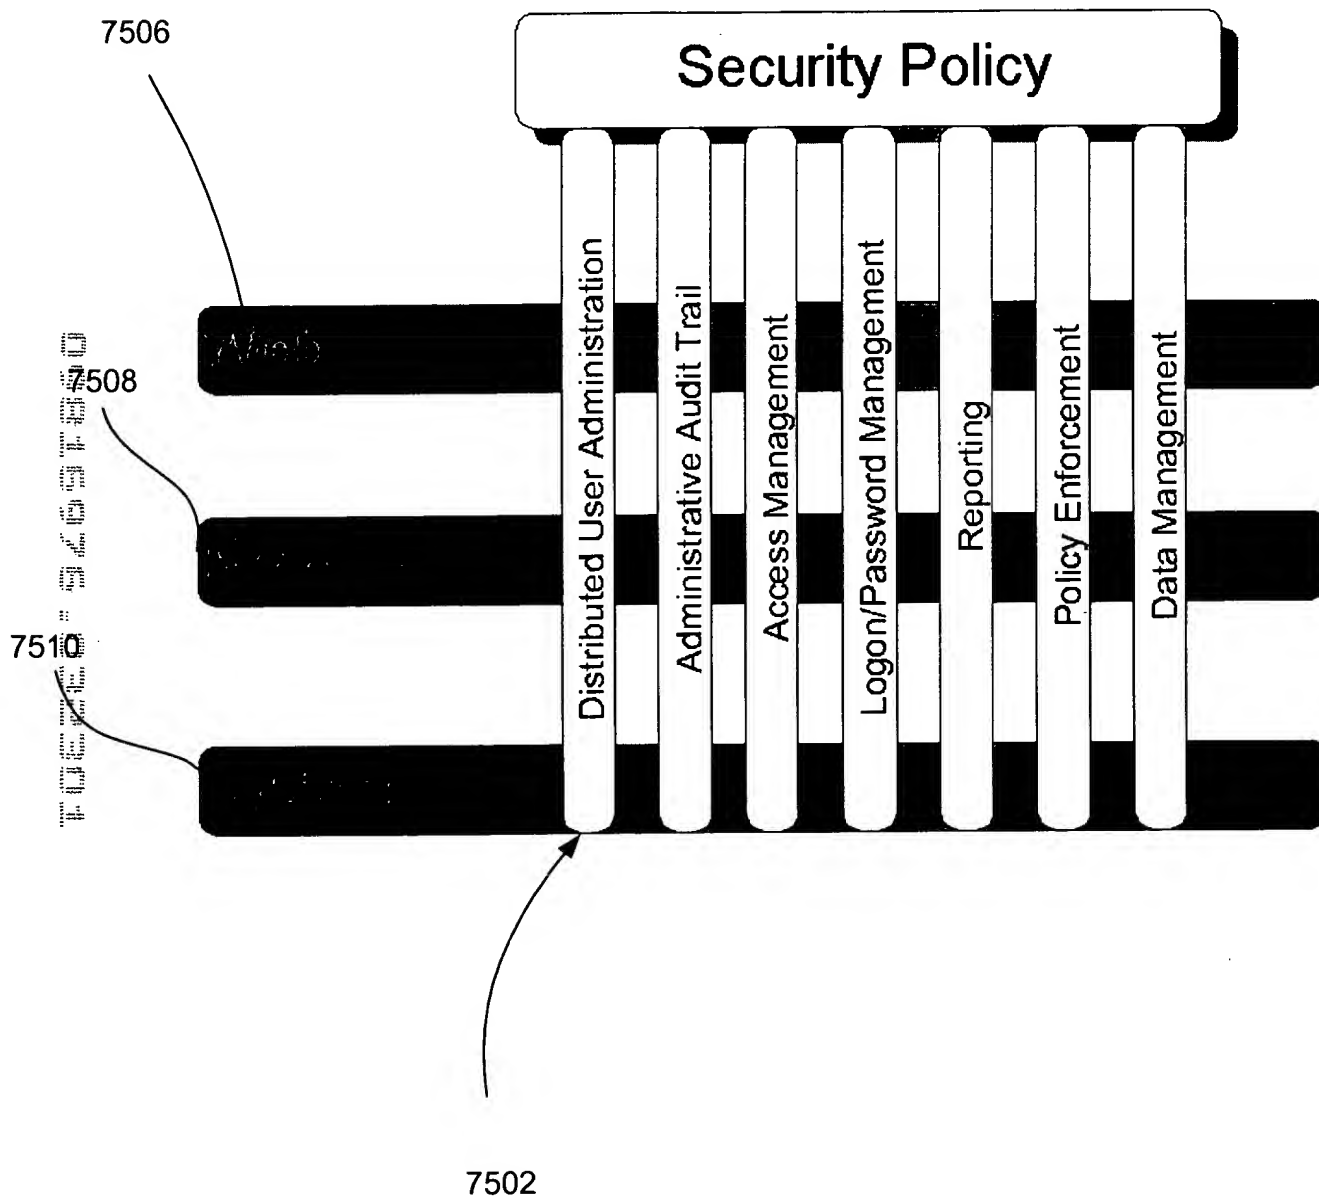 7506
Security Policy
Web
7508
7510
Distributed User Administration
Administrative Audit Trail
Access Management
Logon/Password Management
Reporting
Policy Enforcement
Data Management
7502